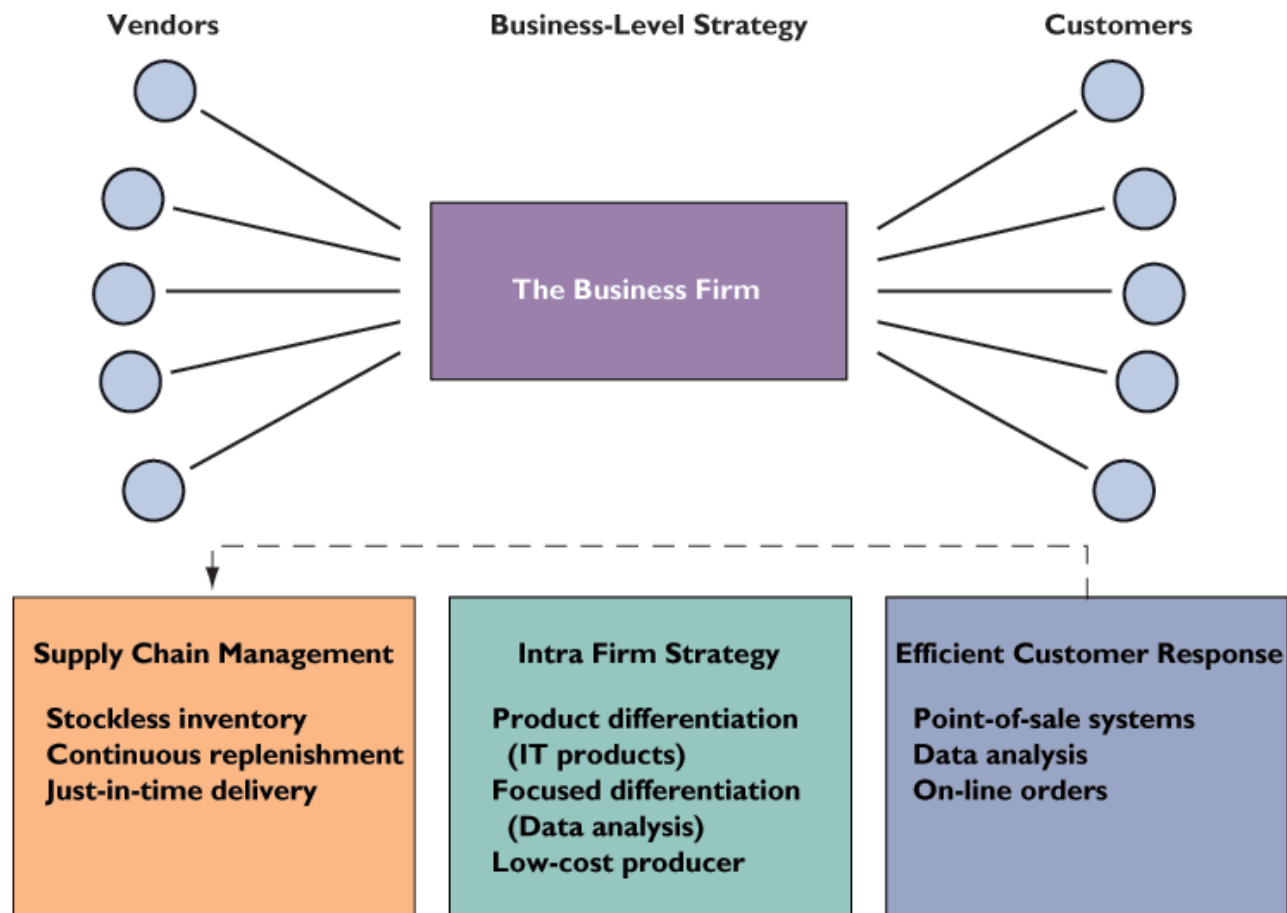 Vendors
Business-Level Strategy
Customers
The Business Firm
Supply Chain Management
Stockless inventory
Continuous replenishment
Just-in-time delivery
Intra Firm Strategy
Product differentiation
(IT products)
Focused differentiation
(Data analysis)
Low-cost producer
Efficient Customer Response
Point-of-sale systems
Data analysis
On-line orders